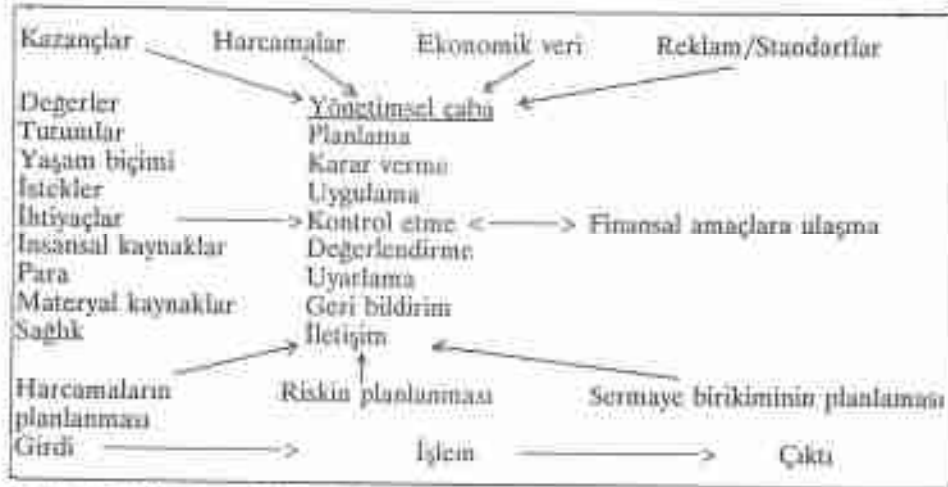 Kazançlar Harcamalar Ekonomik veri Reklam/Standartlar
Değerler Yönetimsel çaba
Tutumlar Planlama
Yaşam biçimi Karar verme
İstekler Uygulama
İhtiyaçlar Kontrol etme Finansal amaçlara ulaşma
İnsansal kaynaklar Değerlendirme
Para Uyarlama
Materyal kaynaklar Geri bildirim
Sağlık İletişim
Harcamaların Riskin planlanması Sermaye birikiminin planlaması
planlanması
Girdi İşlem Çıktı